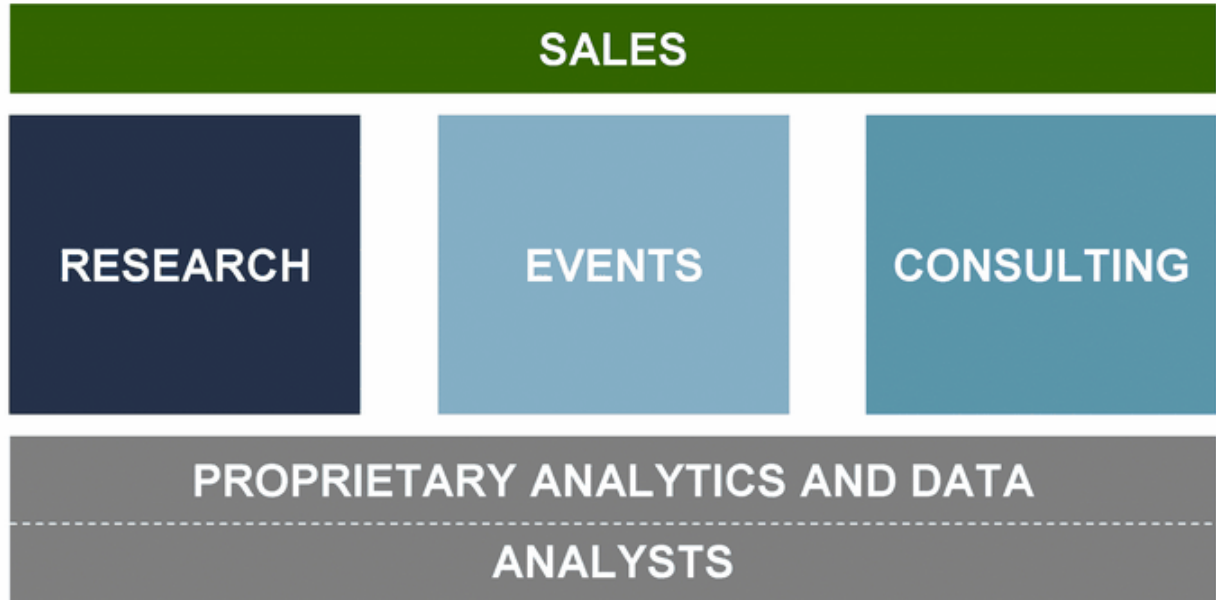 SALES
RESEARCH
EVENTS
CONSULTING
PROPRIETARY ANALYTICS AND DATA
ANALYSTS